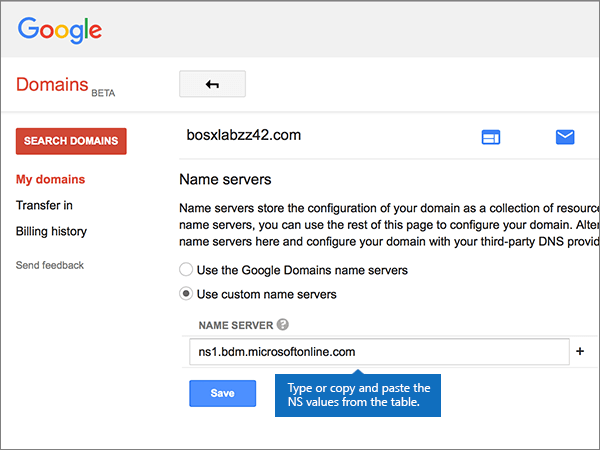 Google
Domains BETA
SEARCH DOMAINS
My domains
Transfer in
Billing history
Send feedback
bosxlabzz42.com
Name servers
Name servers store the configuration of your domain as a collection of resource
name servers, you can use the rest of this page to configure your domain. Alter
name servers here and configure your domain with your third-party DNS provid
Use the Google Domains name servers
Use custom name servers
NAME SERVER ?
ns1.bdm.microsoftonline.com +
Save
Type or copy and paste the
NS values from the table.